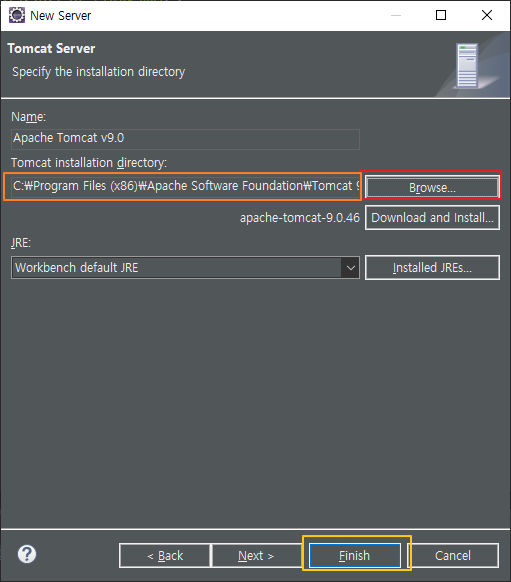 New Server
Tomcat Server
Specify the installation directory
Name:
Apache Tomcat v9.0
Tomcat installation directory:
C:₩Program Files (x86)₩Apache Software Foundation₩Tomcat 9
Browse...
apache-tomcat-9.0.46
Download and Install...
JRE:
Workbench default JRE
Installed JREs...
?
< Back
Next >
Finish
Cancel